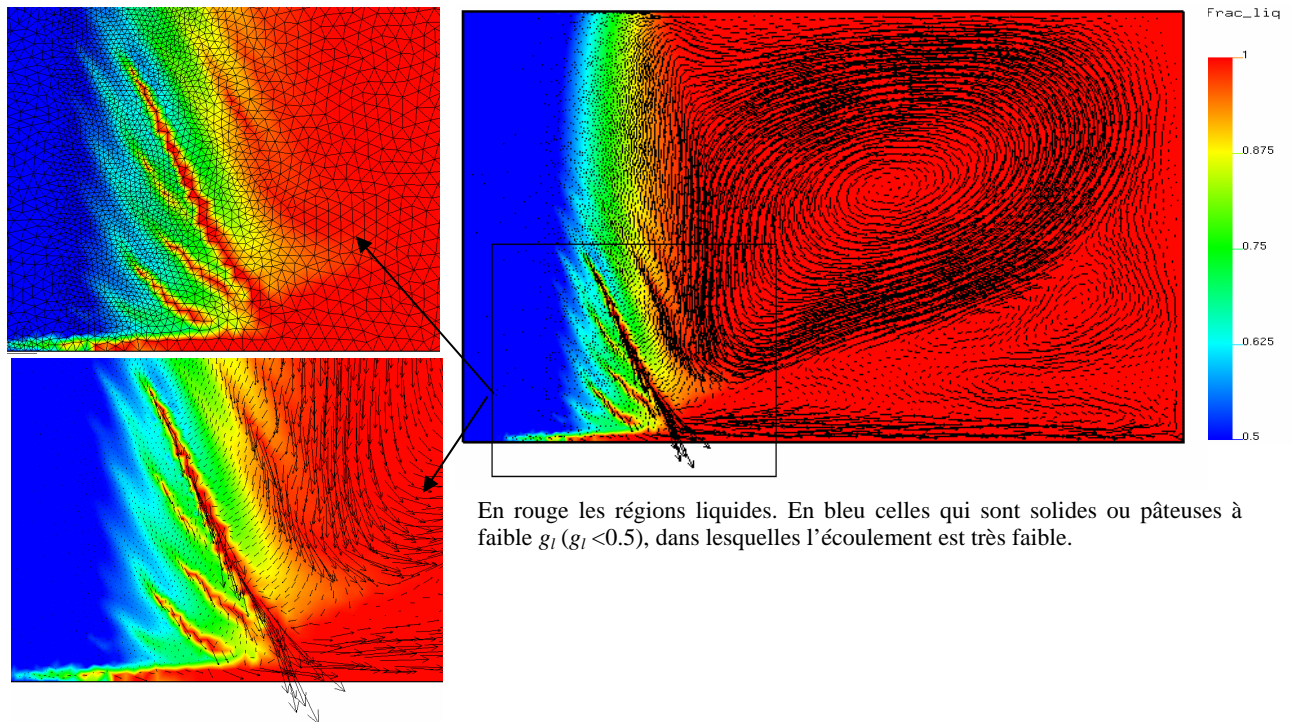 Frac_liq
1
0.875
0.75
0.625
0.5
En rouge les régions liquides. En bleu celles qui sont solides ou pâteuses à
faible gl (gl <0.5), dans lesquelles l'écoulement est très faible.